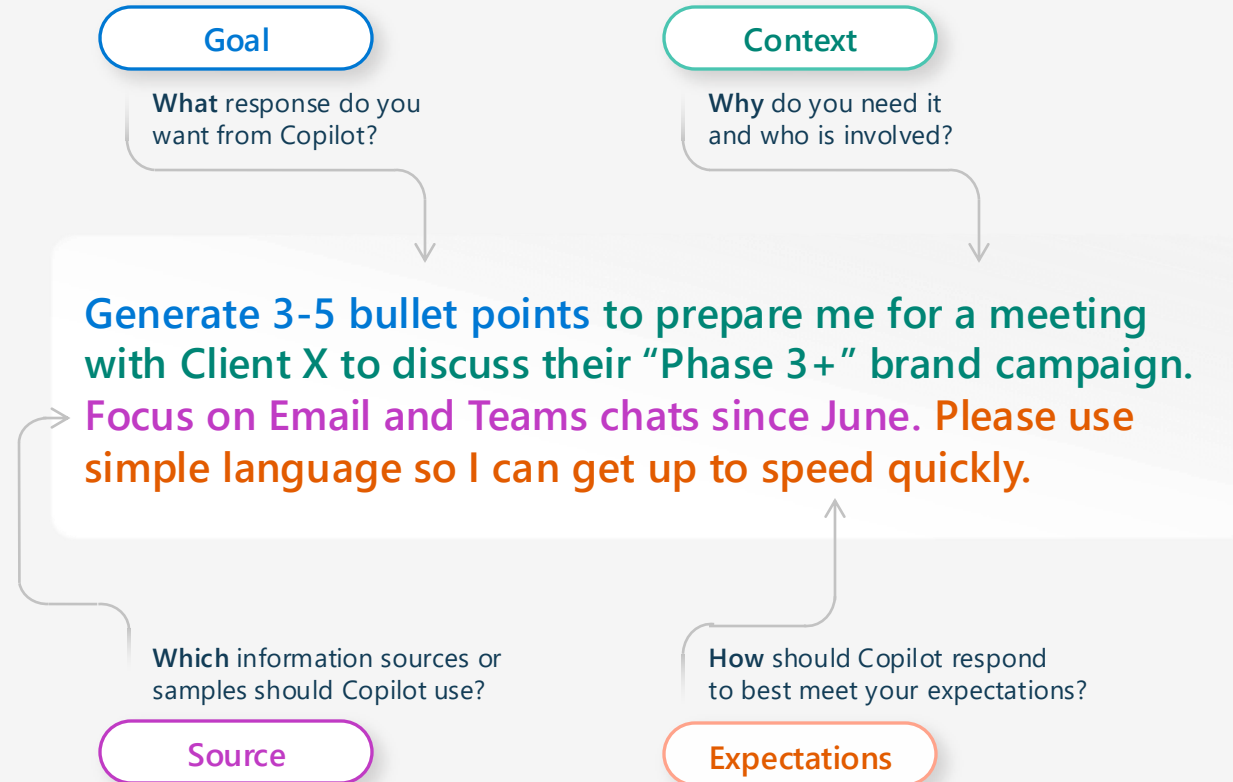 Goal
Context
What response do you
want from Copilot?
Why do you need it
and who is involved?
Generate 3-5 bullet points to prepare me for a meeting
with Client X to discuss their “Phase 3+” brand campaign.
Focus on Email and Teams chats since June. Please use
simple language so I can get up to speed quickly.
Which information sources or
samples should Copilot use?
How should Copilot respond
to best meet your expectations?
Source
Expectations